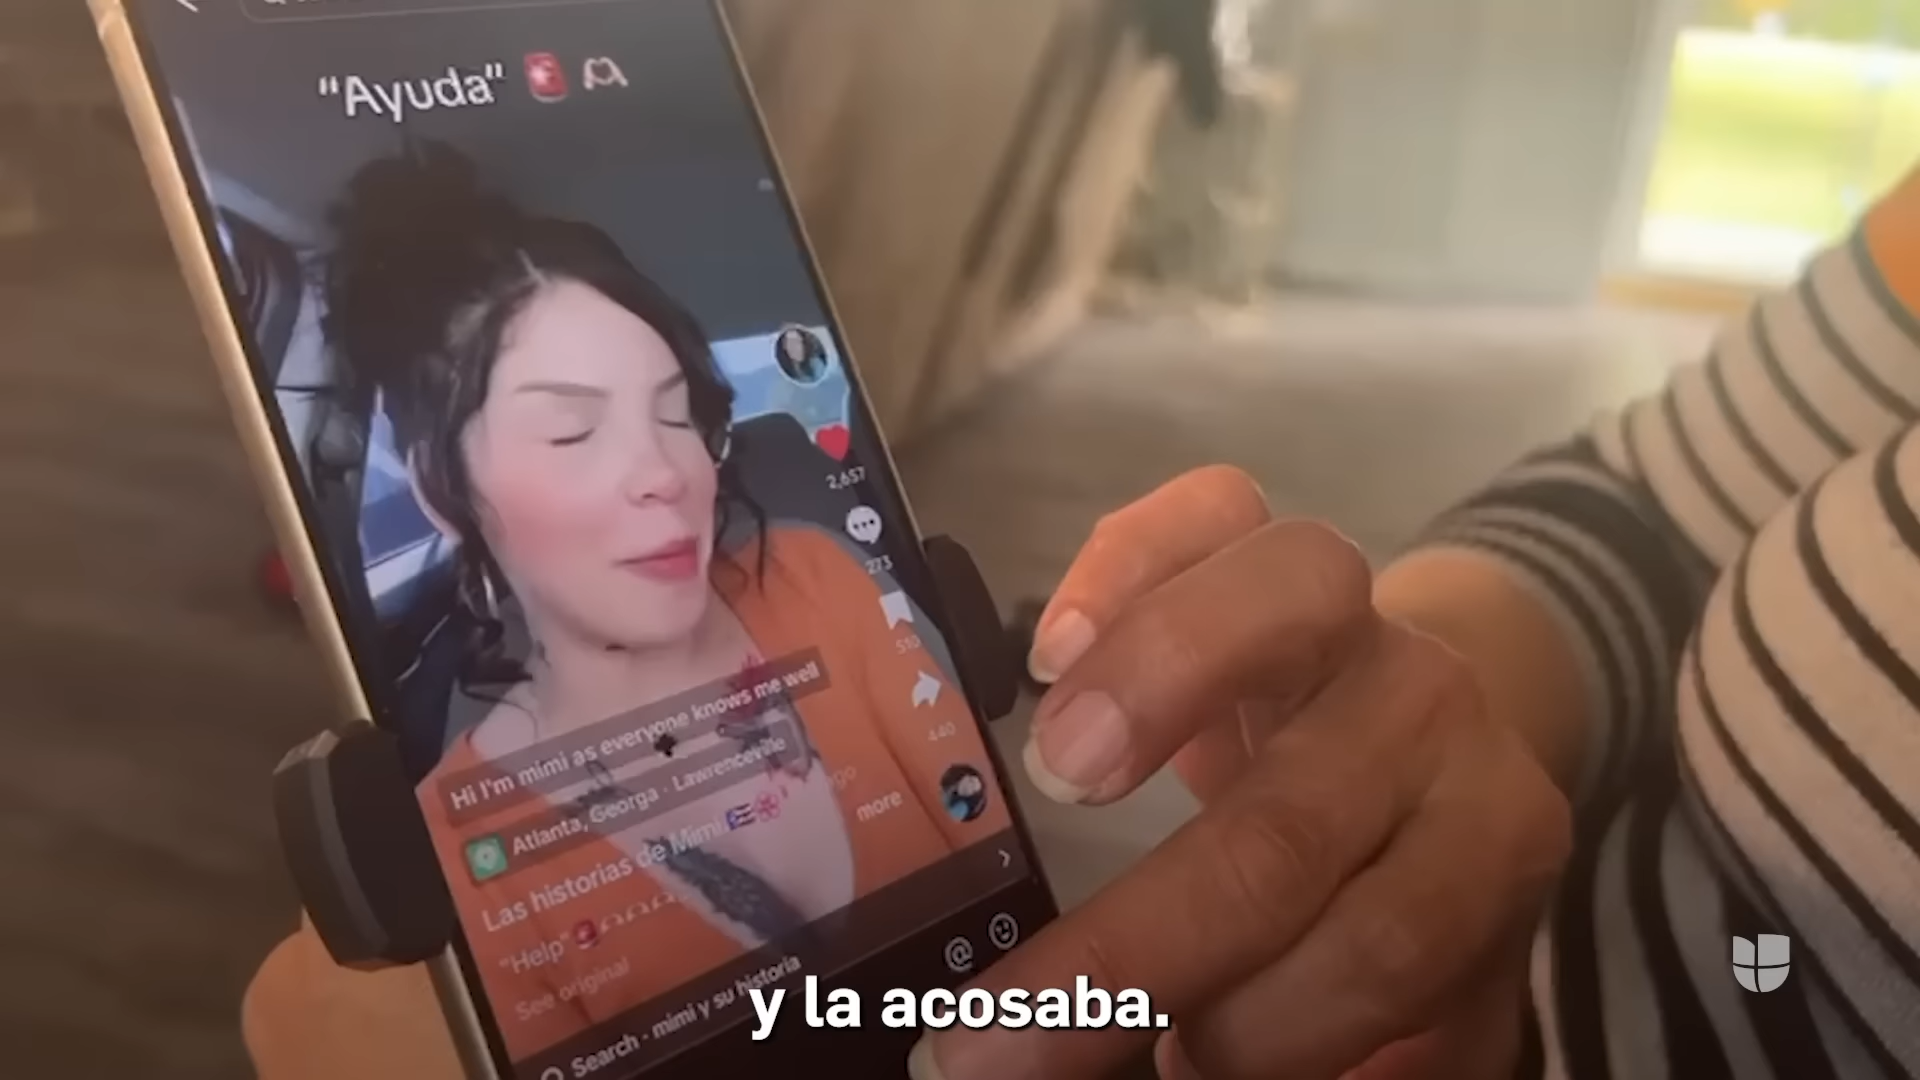 “Ayuda”
2,657
273
510
440
Hi I'm mimi as everyone knows me well
Atlanta, Georga · Lawrenceville
Las historias de Mimi
ago
more
“Help”
See original
Search · mimi y su historia
y la acosaba.